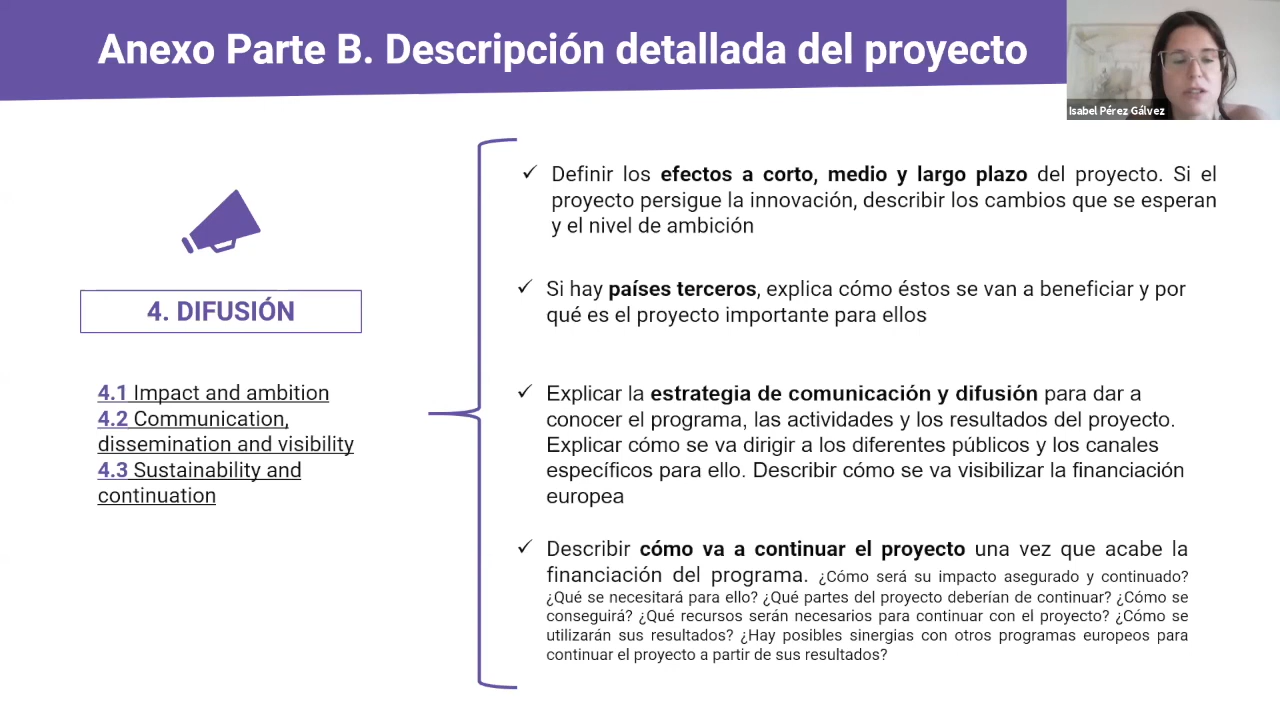 Anexo Parte B. Descripción detallada del proyecto
Isabel Pérez Gálvez
4. DIFUSIÓN
4.1 Impact and ambition
4.2 Communication,
dissemination and visibility
4.3 Sustainability and
continuation
✓ Definir los efectos a corto, medio y largo plazo del proyecto. Si el
proyecto persigue la innovación, describir los cambios que se esperan
y el nivel de ambición
✓ Si hay países terceros, explica cómo éstos se van a beneficiar y por
qué es el proyecto importante para ellos
✓ Explicar la estrategia de comunicación y difusión para dar a
conocer el programa, las actividades y los resultados del proyecto.
Explicar cómo se va dirigir a los diferentes públicos y los canales
específicos para ello. Describir cómo se va visibilizar la financiación
europea
✓ Describir cómo va a continuar el proyecto una vez que acabe la
financiación del programa. ¿Cómo será su impacto asegurado y continuado?
¿Qué se necesitará para ello? ¿Qué partes del proyecto deberían de continuar? ¿Cómo se
conseguirá? ¿Qué recursos serán necesarios para continuar con el proyecto? ¿Cómo se
utilizarán sus resultados? ¿Hay posibles sinergias con otros programas europeos para
continuar el proyecto a partir de sus resultados?